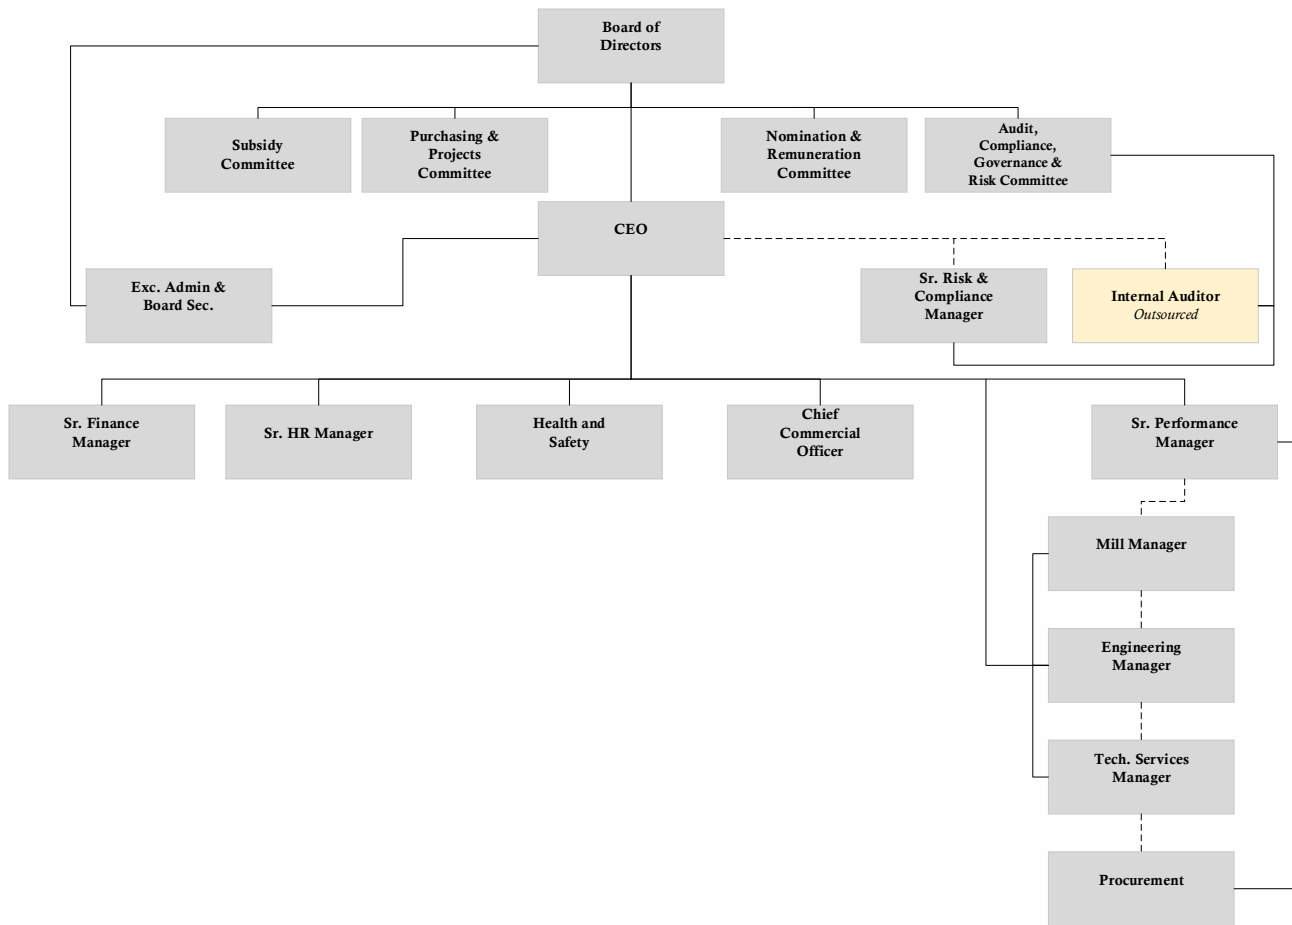 Board of
Directors
Subsidy
Committee
Purchasing &
Projects
Committee
Nomination &
Remuneration
Committee
Audit,
Compliance,
Governance &
Risk Committee
CEO
Exc. Admin &
Board Sec.
Sr. Risk &
Compliance
Manager
Internal Auditor
Outsourced
Sr. Finance
Manager
Sr. HR Manager
Health and
Safety
Chief
Commercial
Officer
Sr. Performance
Manager
Mill Manager
Engineering
Manager
Tech. Services
Manager
Procurement